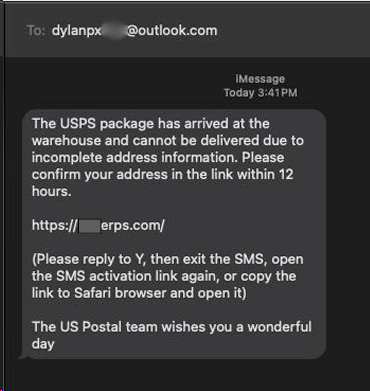 To: dylanpx @outlook.com
iMessage
Today 3:41 PM
The USPS package has arrived at the
warehouse and cannot be delivered due to
incomplete address information. Please
confirm your address in the link within 12
hours.
https:// erps.com/
(Please reply to Y, then exit the SMS, open
the SMS activation link again, or copy the
link to Safari browser and open it)
The US Postal team wishes you a wonderful
day